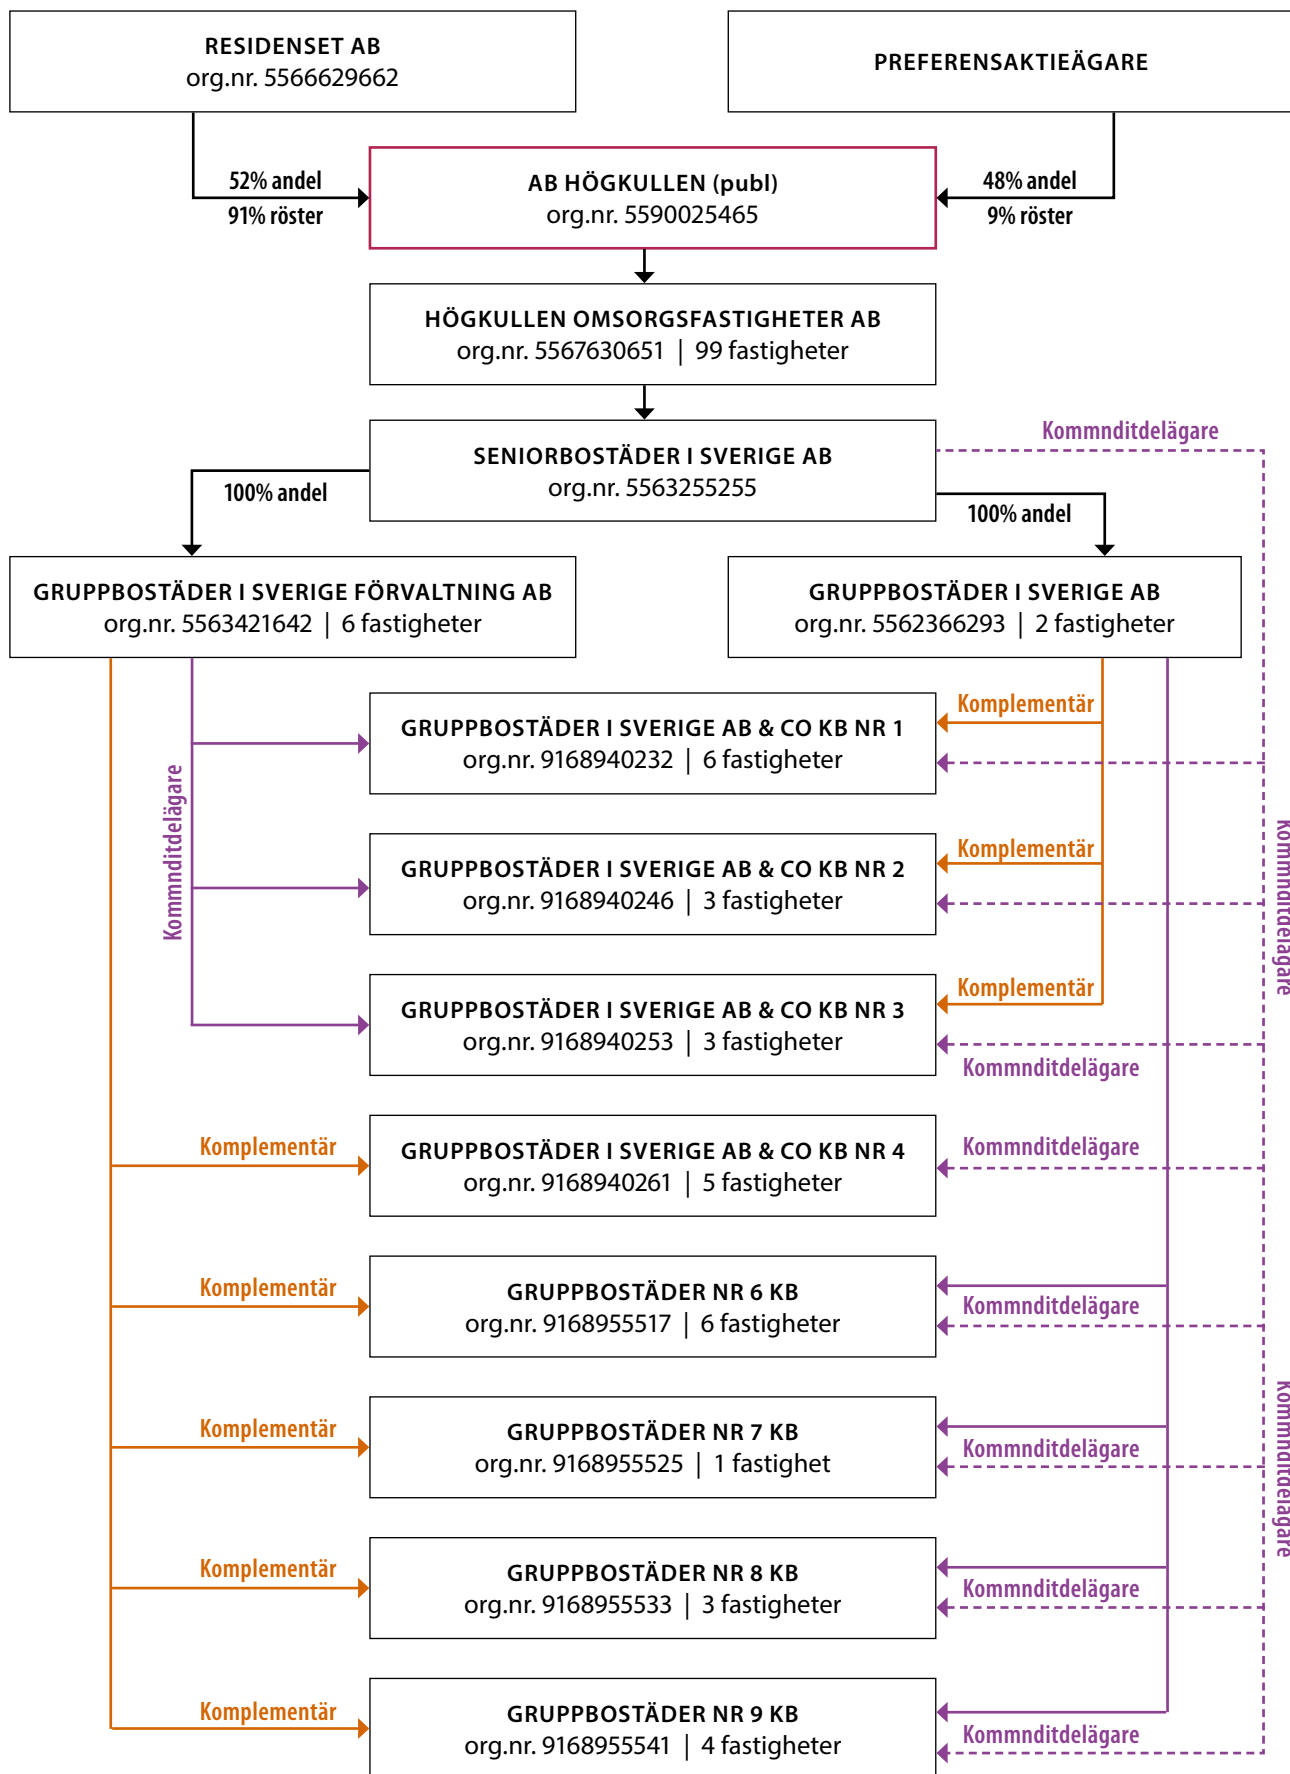 RESIDENSET AB
org.nr. 5566629662
PREFERENSAKTIEÄGARE
52% andel
91% röster
AB HÖGKULLEN (publ)
org.nr. 5590025465
48% andel
9% röster
HÖGKULLEN OMSORGSFASTIGHETER AB
org.nr. 5567630651 | 99 fastigheter
SENIORBOSTÄDER I SVERIGE AB
org.nr. 5563255255
Kommnditdelägare
100% andel
100% andel
GRUPPBOSTÄDER I SVERIGE FÖRVALTNING AB
org.nr. 5563421642 | 6 fastigheter
GRUPPBOSTÄDER I SVERIGE AB
org.nr. 5562366293 | 2 fastigheter
Kommnditdelägare
GRUPPBOSTÄDER I SVERIGE AB & CO KB NR 1
org.nr. 9168940232 | 6 fastigheter
Komplementär
GRUPPBOSTÄDER I SVERIGE AB & CO KB NR 2
org.nr. 9168940246 | 3 fastigheter
Komplementär
Kommnditdelägare
GRUPPBOSTÄDER I SVERIGE AB & CO KB NR 3
org.nr. 9168940253 | 3 fastigheter
Komplementär
Kommnditdelägare
Komplementär
GRUPPBOSTÄDER I SVERIGE AB & CO KB NR 4
org.nr. 9168940261 | 5 fastigheter
Kommnditdelägare
Komplementär
GRUPPBOSTÄDER NR 6 KB
org.nr. 9168955517 | 6 fastigheter
Kommnditdelägare
Komplementär
GRUPPBOSTÄDER NR 7 KB
org.nr. 9168955525 | 1 fastighet
Kommnditdelägare
Kommnditdelägare
Komplementär
GRUPPBOSTÄDER NR 8 KB
org.nr. 9168955533 | 3 fastigheter
Kommnditdelägare
Komplementär
GRUPPBOSTÄDER NR 9 KB
org.nr. 9168955541 | 4 fastigheter
Kommnditdelägare